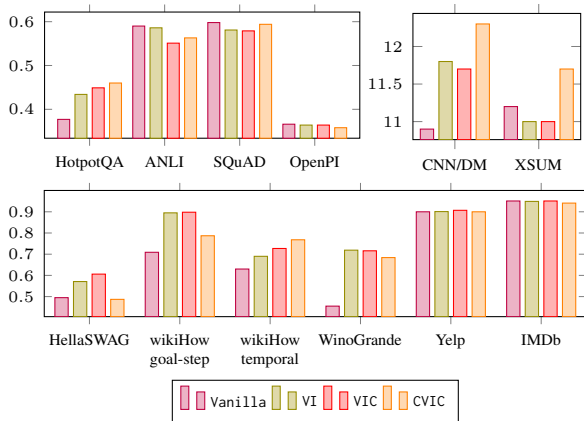 0.6
0.4
HotpotQA ANLI SQuAD OpenPI
12
11.5
11
CNN/DM XSUM
0.9
0.8
0.7
0.6
0.5
HellaSWAG wikiHow goal-step wikiHow temporal WinoGrande Yelp IMDb
Vanilla VI VIC CVIC